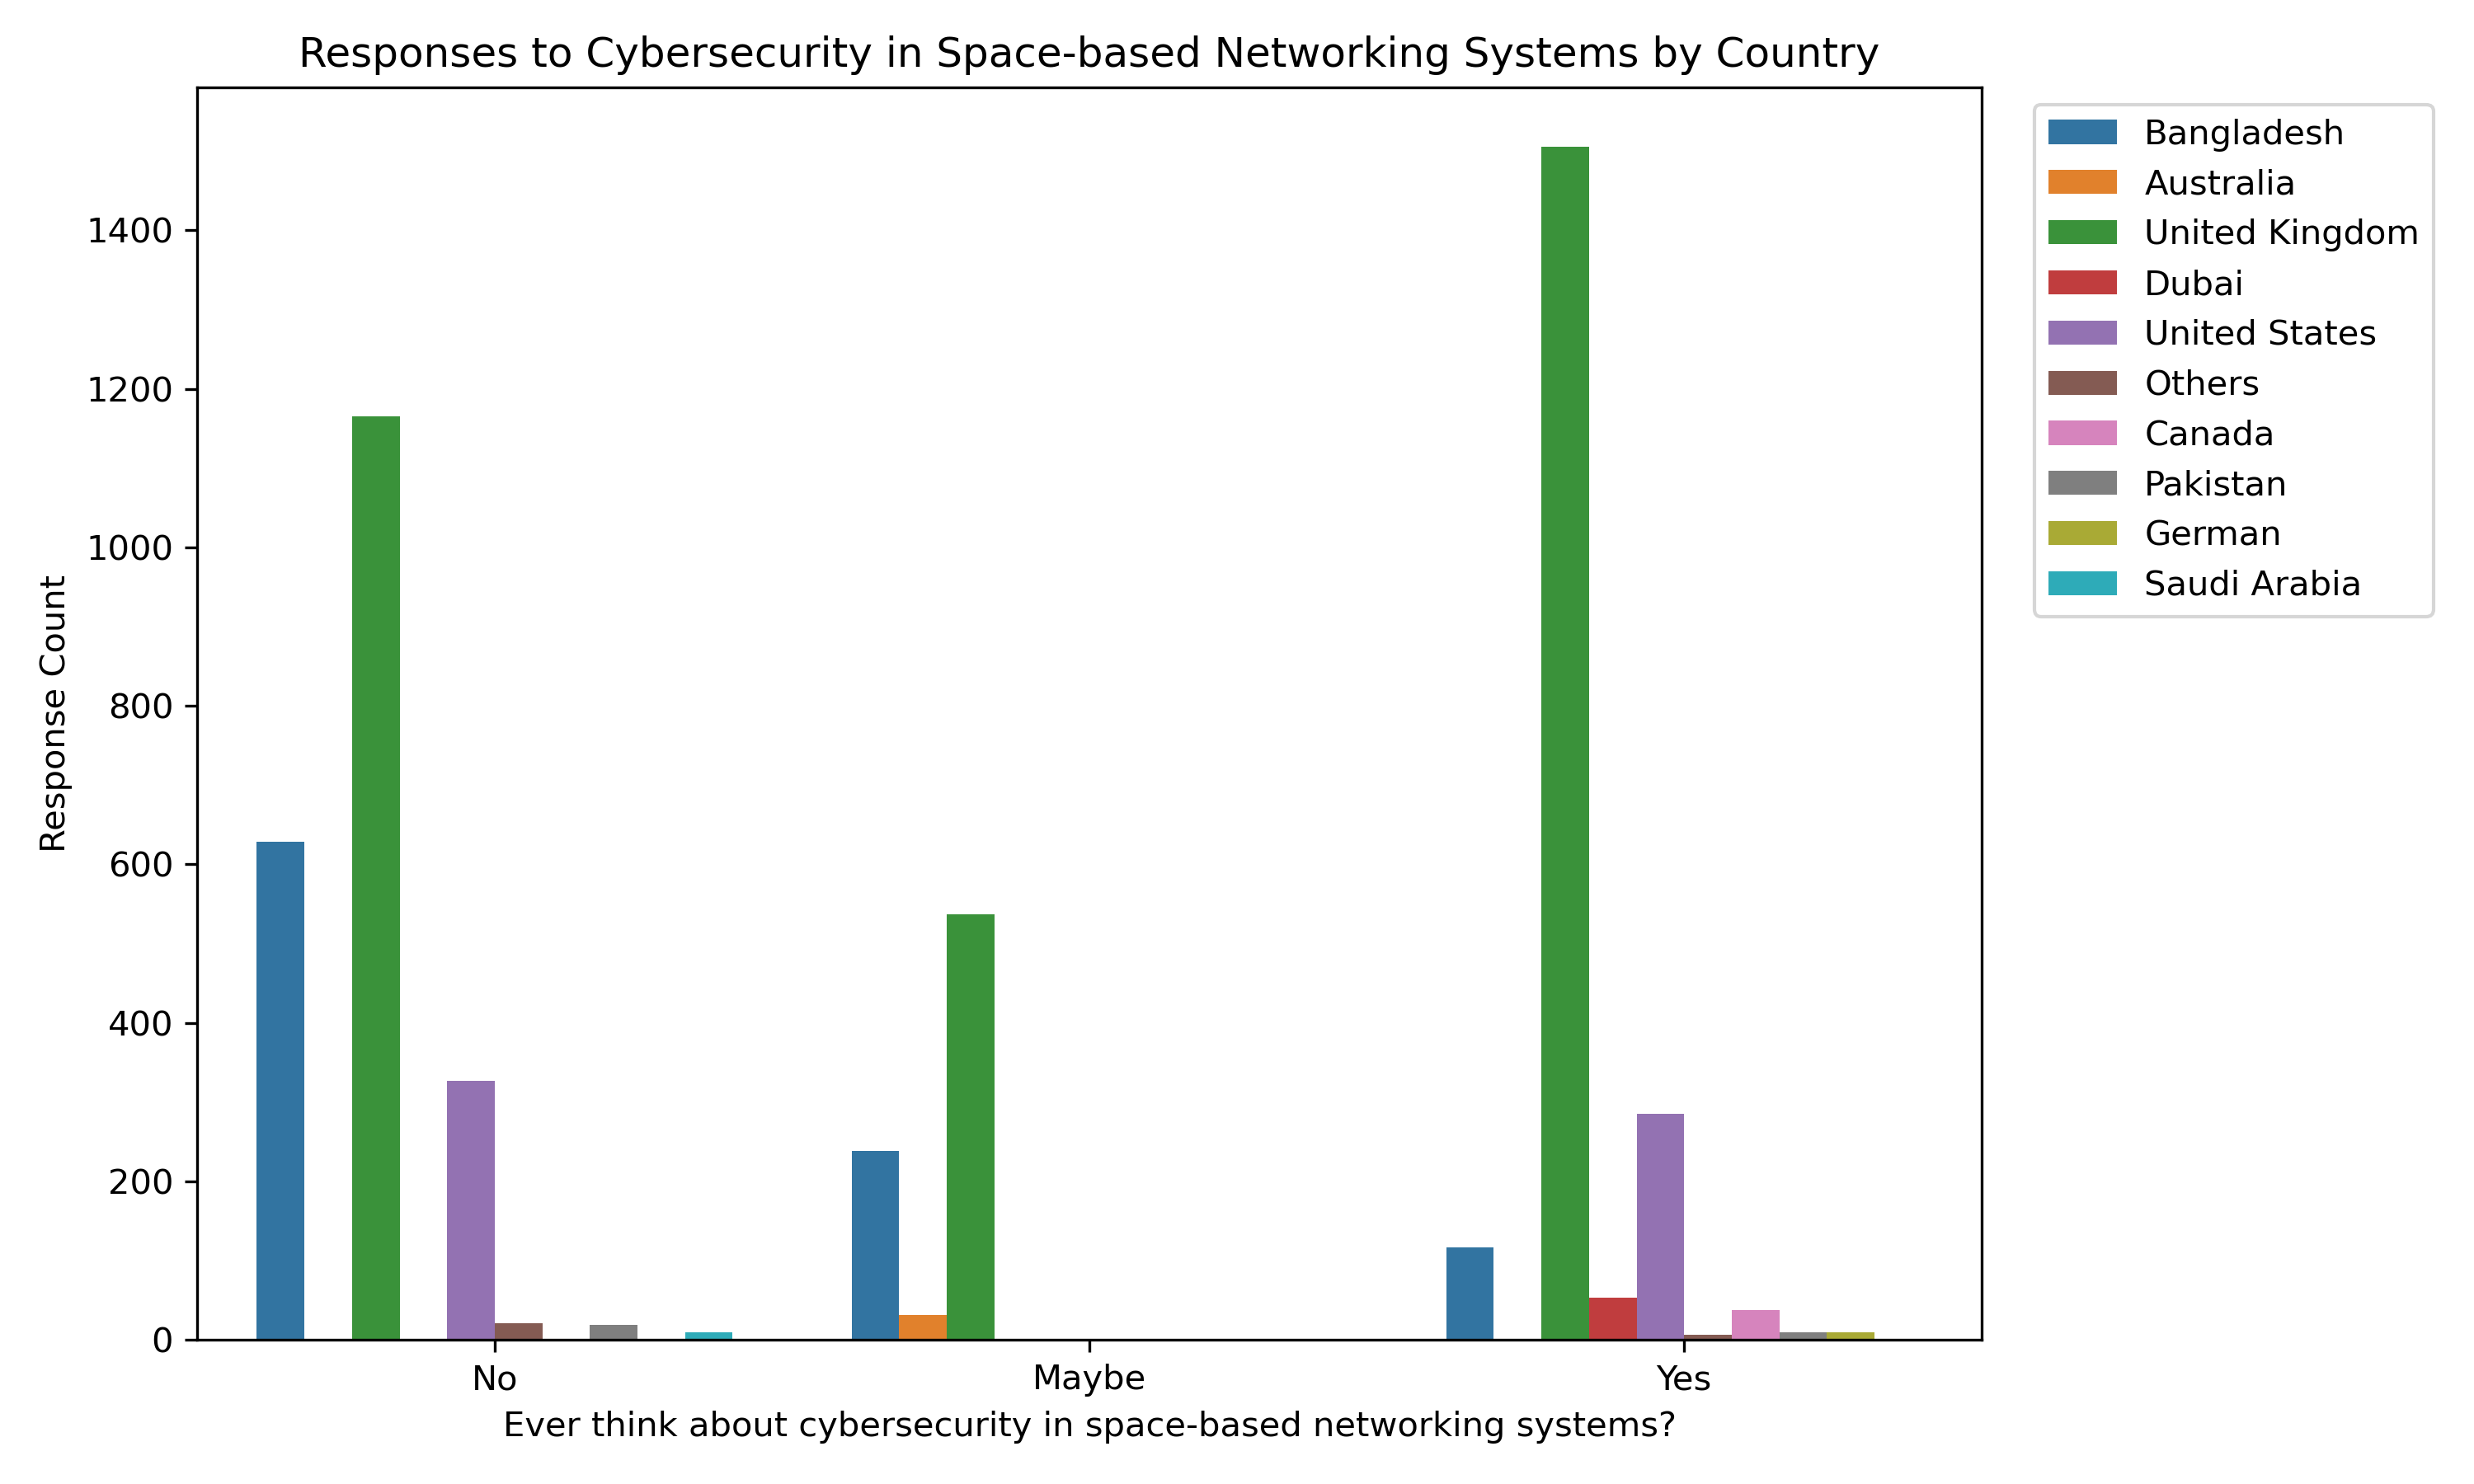 Responses to Cybersecurity in Space-based Networking Systems by Country
Response Count
1400
1200
1000
800
600
400
200
0
No
Maybe
Yes
Ever think about cybersecurity in space-based networking systems?
Bangladesh
Australia
United Kingdom
Dubai
United States
Others
Canada
Pakistan
German
Saudi Arabia